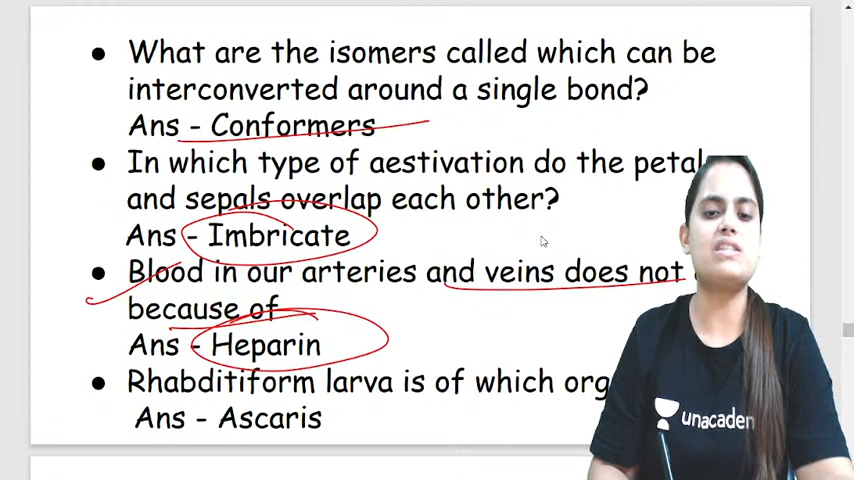 ● What are the isomers called which can be
interconverted around a single bond?
Ans - Conformers
● In which type of aestivation do the petal
and sepals overlap each other?
Ans - Imbricate
● Blood in our arteries and veins does not
because of
Ans - Heparin
● Rhabditiform larva is of which
Ans - Ascaris
unacadem